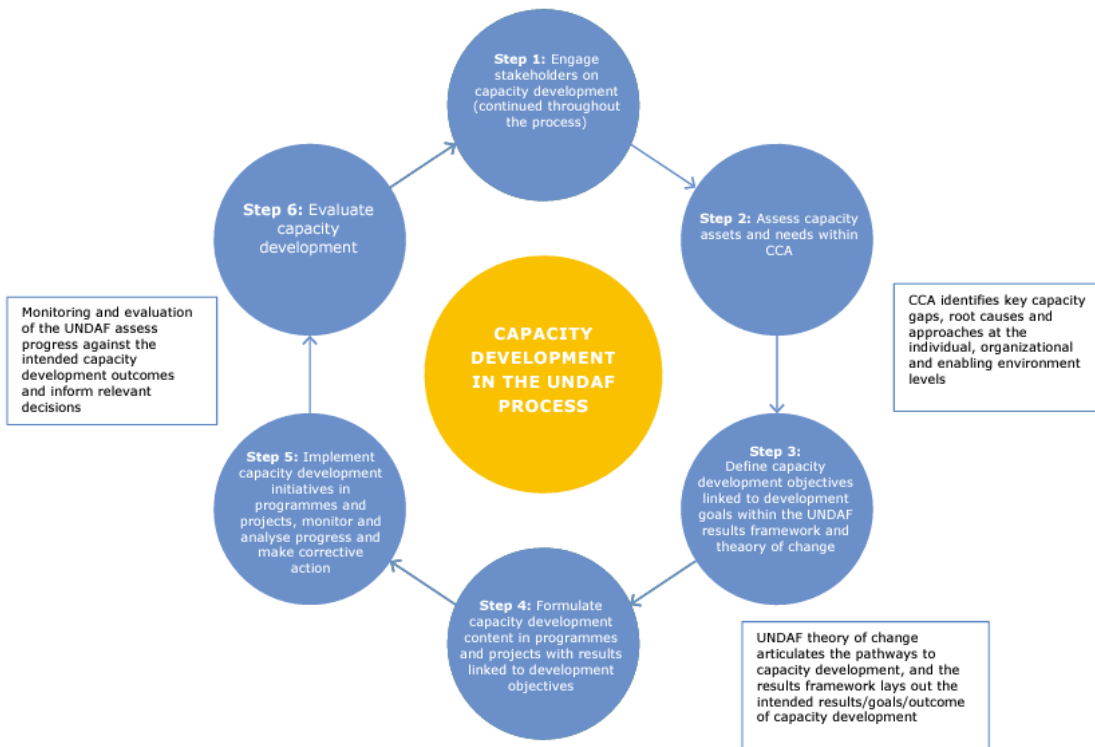 Step 1: Engage
stakeholders on
capacity development
(continued throughout
the process)
Step 2: Assess capacity
assets and needs within
CCA
CCA identifies key capacity
gaps, root causes and
approaches at the
individual, organizational
and enabling environment
levels
Step 3:
Define capacity
development objectives
linked to development
goals within the UNDAF
results framework and
theaory of change
UNDAF theory of change
articulates the pathways to
capacity development, and the
results framework lays out the
intended results/goals/outcome
of capacity development
Step 4: Formulate
capacity development
content in programmes
and projects with results
linked to development
objectives
Step 5: Implement
capacity development
initiatives in
programmes and
projects, monitor and
analyse progress and
make corrective
action
Step 6: Evaluate
capacity
development
Monitoring and evaluation
of the UNDAF assess
progress against the
intended capacity
development outcomes
and inform relevant
decisions
CAPACITY
DEVELOPMENT
IN THE UNDAF
PROCESS